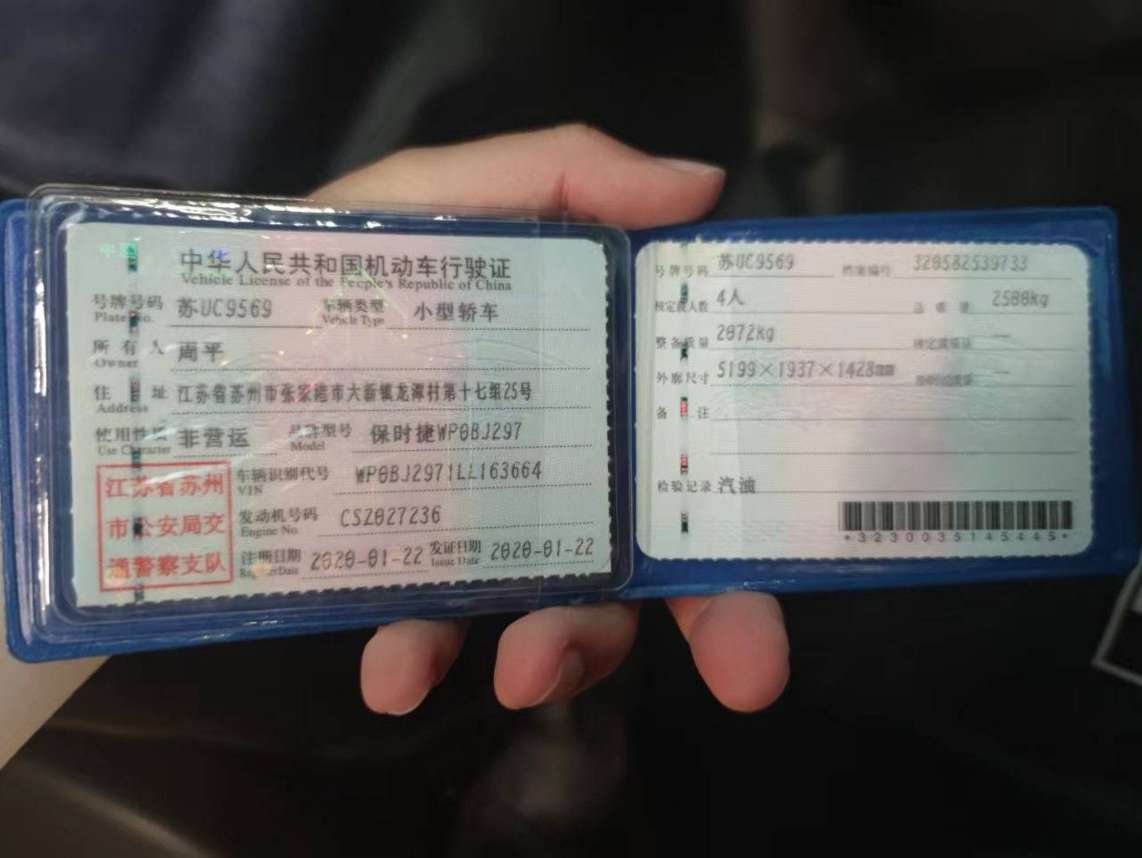 中华人民共和国机动车行驶证
Vehicle License of the People's Republic of China
号牌号码 苏UC9569 车辆类型 小型轿车
Plate No. Vehicle Type
所有人 周平
Owner
住址 江苏省苏州市张家港市大新镇龙潭村第十七组25号
Address
使用性质 非营运 品牌型号 保时捷WP0BJ297
Use Character Model
江苏省苏州
市公安局交
通警察支队
车辆识别代号 WP0BJ2971LL163664
VIN
发动机号码 CSZ027236
Engine No.
注册日期 2020-01-22 发证日期 2020-01-22
Register Date Issue Date
号牌号码 苏UC9569 档案编号 320582539733
核定载人数 4人 总质量 2580kg
整备质量 2072kg 核定载质量 —
外廓尺寸 5199×1937×1428mm —
备注
检验记录 汽油
*3230035145445*